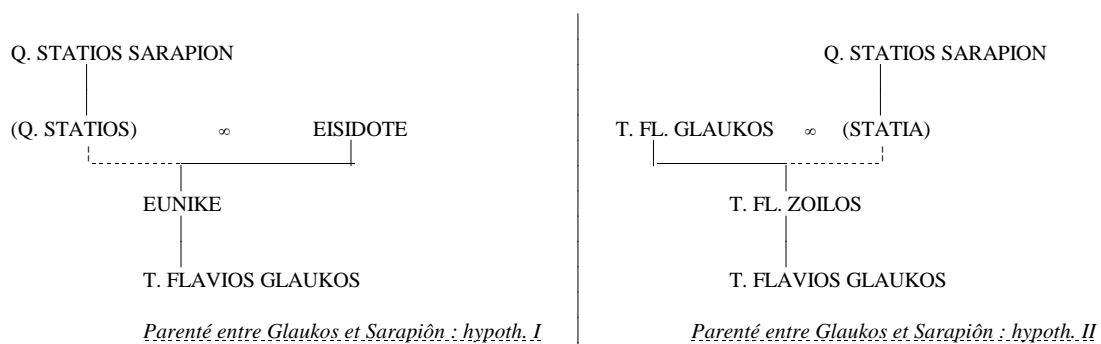 Q. STATIOS SARAPION
(Q. STATIOS) ∞ EISIDOTE
EUNIKE
T. FLAVIOS GLAUKOS
Parenté entre Glaukos et Sarapiôn : hypoth. I
Q. STATIOS SARAPION
T. FL. GLAUKOS ∞ (STATIA)
T. FL. ZOILOS
T. FLAVIOS GLAUKOS
Parenté entre Glaukos et Sarapiôn : hypoth. II